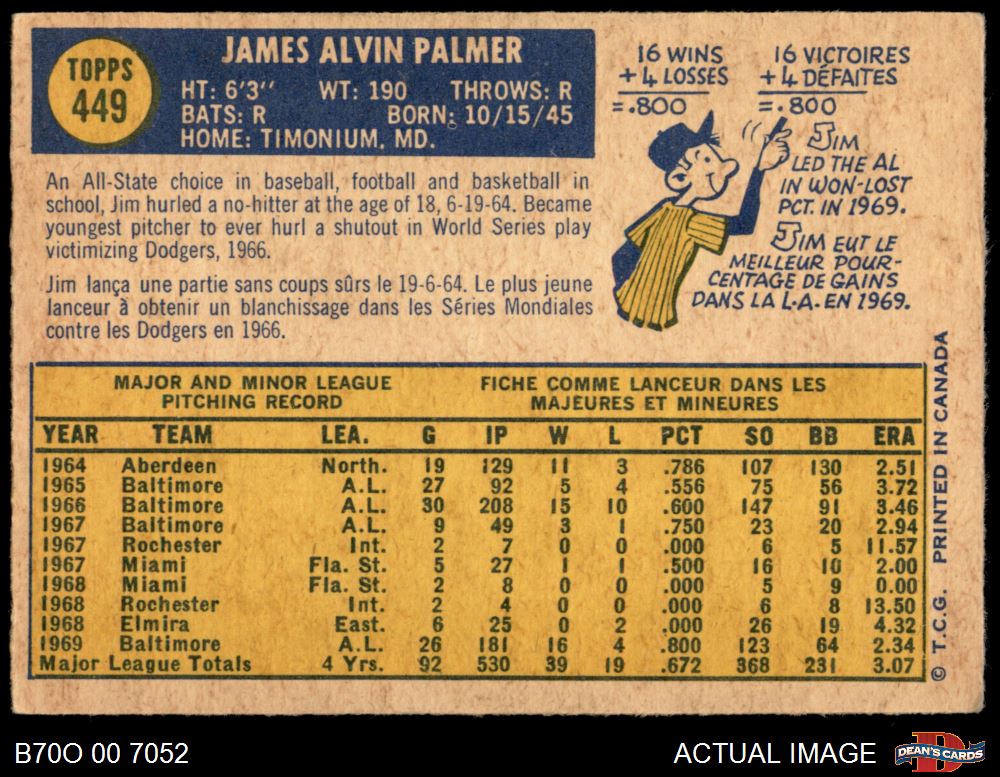 TOPPS
449
JAMES ALVIN PALMER
HT: 6'3" WT: 190 THROWS: R
BATS: R BORN: 10/15/45
HOME: TIMONIUM, MD.
An All-State choice in baseball, football and basketball in
school, Jim hurled a no-hitter at the age of 18, 6-19-64. Became
youngest pitcher to ever hurl a shutout in World Series play
victimizing Dodgers, 1966.
Jim lança une partie sans coups sûrs le 19-6-64. Le plus jeune
lanceur à obtenir un blanchissage dans les Séries Mondiales
contre les Dodgers en 1966.
16 WINS
+4 LOSSES
=.800
16 VICTOIRES
+4 DÉFAITES
=.800
JIM
LED THE AL
IN WON-LOST
PCT. IN 1969.
JIM EUT LE
MEILLEUR POUR-
CENTAGE DE GAINS
DANS LA L.A. EN 1969.
MAJOR AND MINOR LEAGUE
PITCHING RECORD
FICHE COMME LANCEUR DANS LES
MAJEURES ET MINEURES
YEAR TEAM LEA. G IP W L PCT SO BB ERA
1964 Aberdeen North. 19 129 11 3 .786 107 130 2.51
1965 Baltimore A.L. 27 92 5 4 .556 75 56 3.72
1966 Baltimore A.L. 30 208 15 10 .600 147 91 3.46
1967 Baltimore A.L. 9 49 3 1 .750 23 20 2.94
1967 Rochester Int. 2 7 0 0 .000 6 5 11.57
1967 Miami Fla. St. 5 27 1 1 .500 16 10 2.00
1968 Miami Fla. St. 2 8 0 0 .000 5 9 0.00
1968 Rochester Int. 2 4 0 0 .000 6 8 13.50
1968 Elmira East. 6 25 0 2 .000 26 19 4.32
1969 Baltimore A.L. 26 181 16 4 .800 123 64 2.34
Major League Totals 4 Yrs. 92 530 39 19 .672 368 231 3.07
© T.C.G. PRINTED IN CANADA
B70O 00 7052
ACTUAL IMAGE
D
DEAN'S CARDS